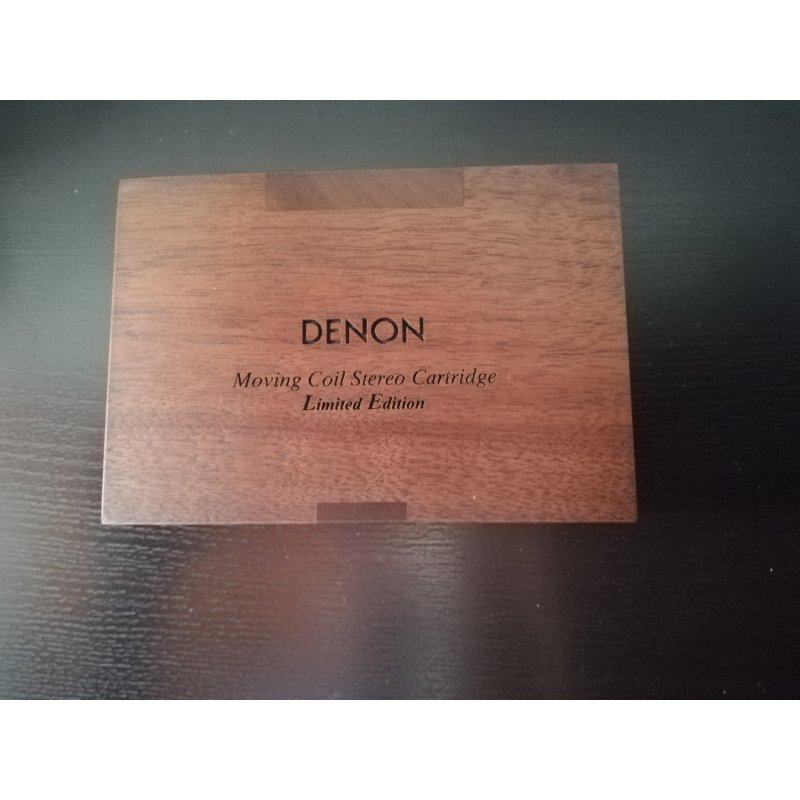 DENON
Moving Coil Stereo Cartridge
Limited Edition